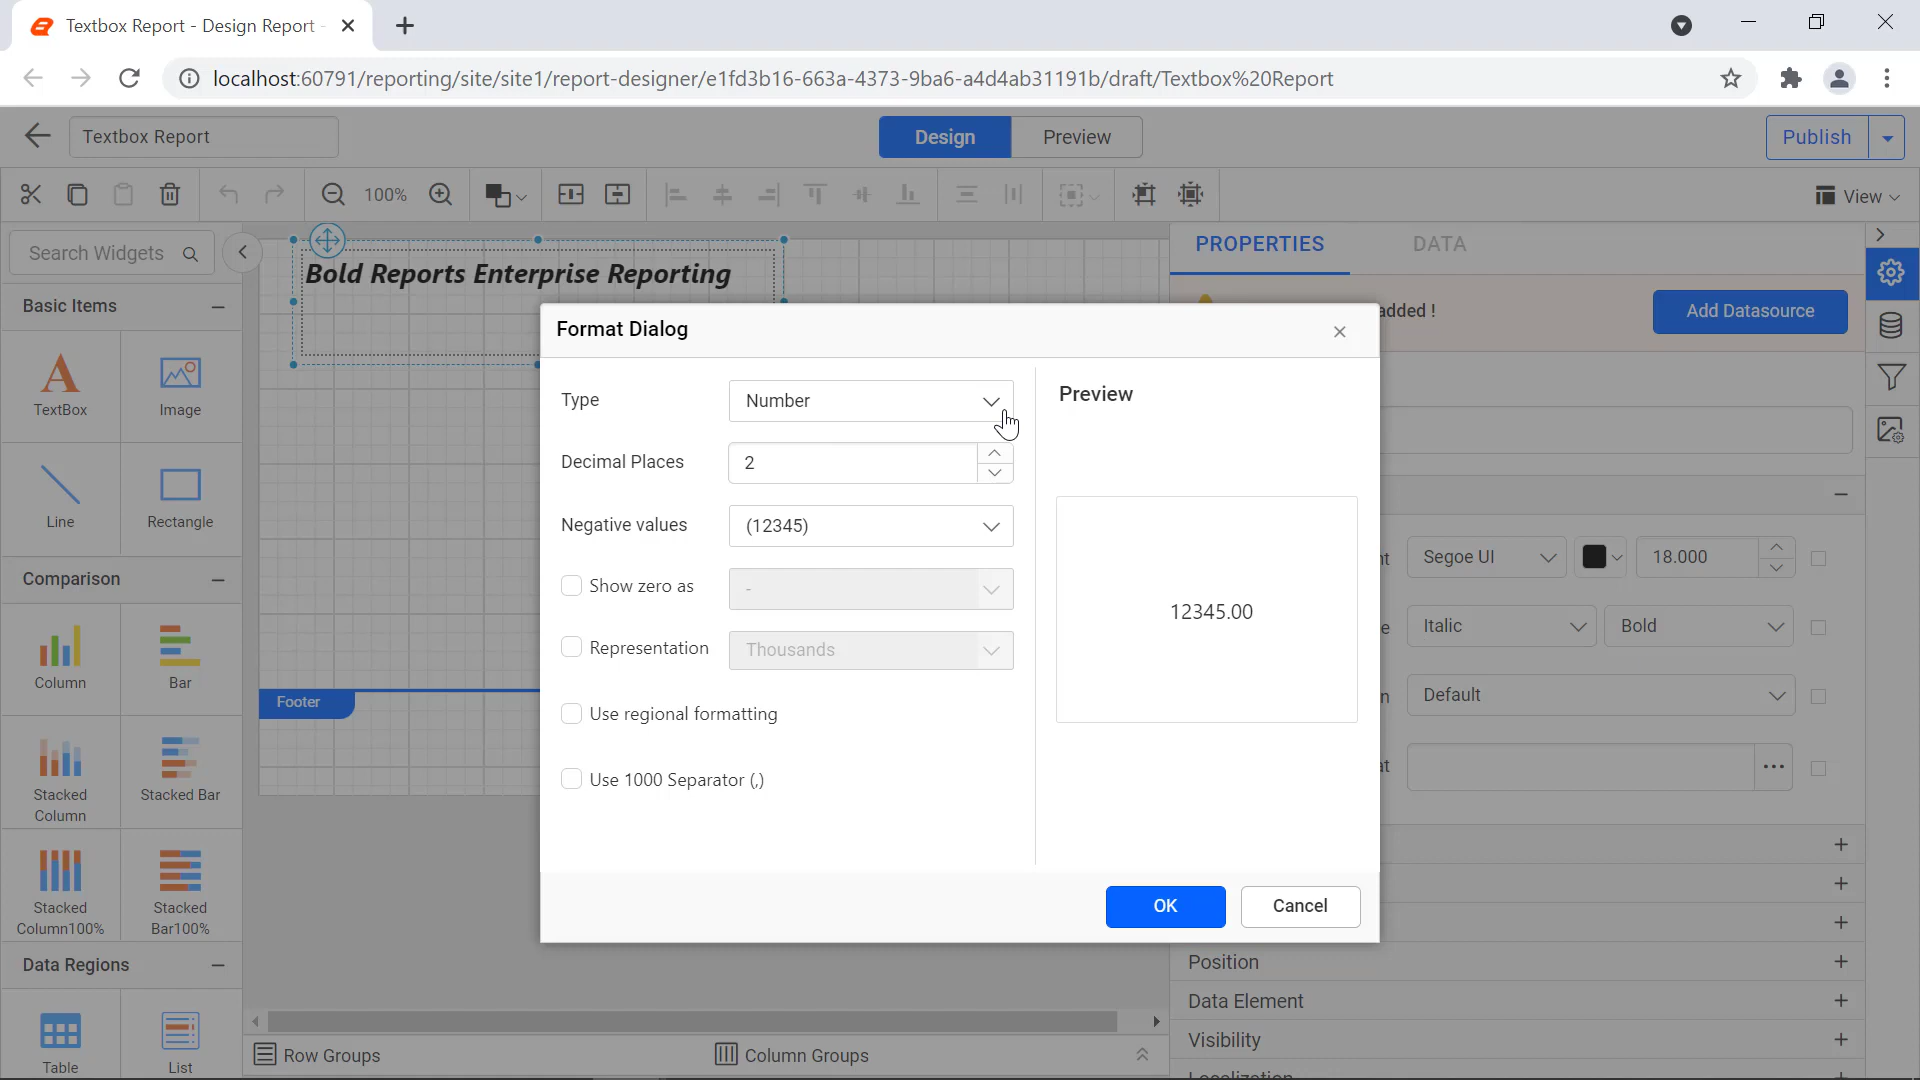 Textbox Report - Design Report -
localhost:60791/reporting/site/site1/report-designer/e1fd3b16-663a-4373-9ba6-a4d4ab31191b/draft/Textbox%20Report
Textbox Report
Design
Preview
Publish
100%
View
Search Widgets
Basic Items
TextBox
Image
Line
Rectangle
Comparison
Column
Bar
Stacked
Column
Stacked Bar
Stacked
Column100%
Stacked
Bar100%
Data Regions
Table
List
Bold Reports Enterprise Reporting
Footer
Row Groups
Column Groups
Format Dialog
Type
Number
Decimal Places
2
Negative values
(12345)
Show zero as
-
Representation
Thousands
Use regional formatting
Use 1000 Separator (,)
Preview
12345.00
OK
Cancel
PROPERTIES
DATA
added !
Add Datasource
Segoe UI
18.000
Italic
Bold
Default
Position
Data Element
Visibility